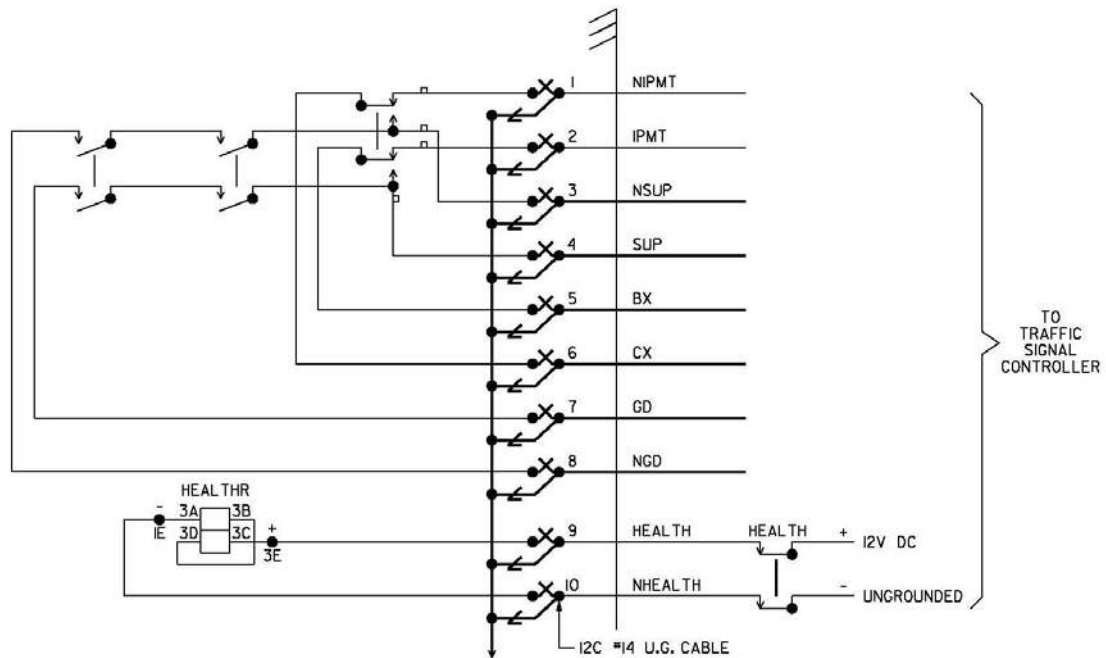 1 NIPMT
2 IPMT
3 NSUP
4 SUP
5 BX
6 CX
7 GD
8 NGD
TO
TRAFFIC
SIGNAL
CONTROLLER
HEALTHR
- 3A 3B
1E 3D 3C +
3E
9 HEALTH HEALTH + 12V DC
10 NHEALTH - UNGROUNDED
12C #14 U.G. CABLE